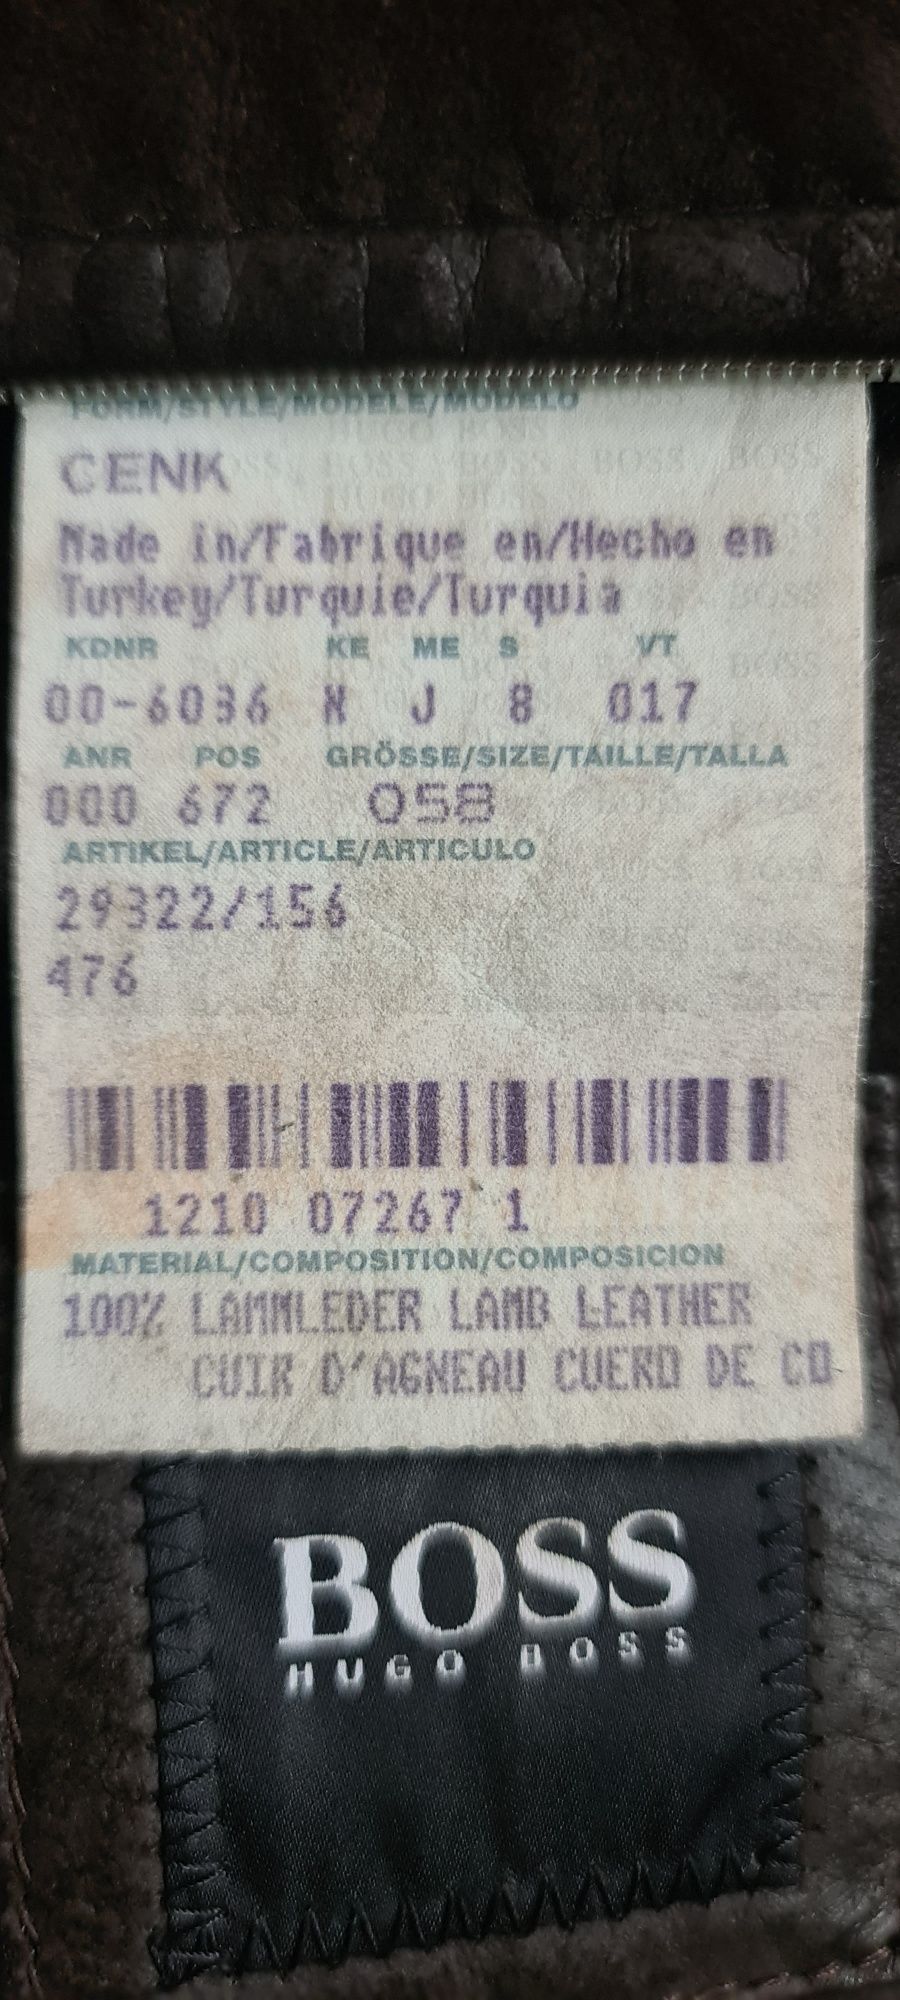 FORM/STYLE/MODELE/MODELO
CENK
Made in/Fabrique en/Hecho en
Turkey/Turquie/Turquia
KDNR KE ME S VT
00-6036 N J 8 017
ANR POS GRÖSSE/SIZE/TAILLE/TALLA
000 672 058
ARTIKEL/ARTICLE/ARTICULO
29322/156
476
1210 07267 1
MATERIAL/COMPOSITION/COMPOSICION
100% LAMMLEDER LAMB LEATHER
CUIR D'AGNEAU CUERO DE CO
BOSS
HUGO BOSS